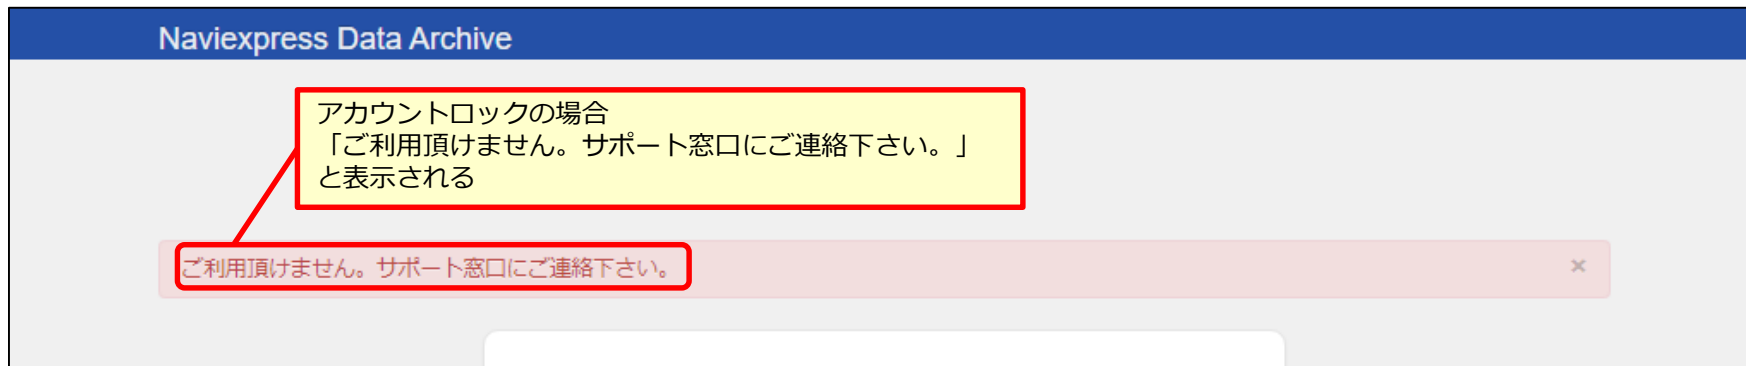 Naviexpress Data Archive
アカウントロックの場合
「ご利用頂けません。サポート窓口にご連絡下さい。」
と表示される
ご利用頂けません。サポート窓口にご連絡下さい。
×